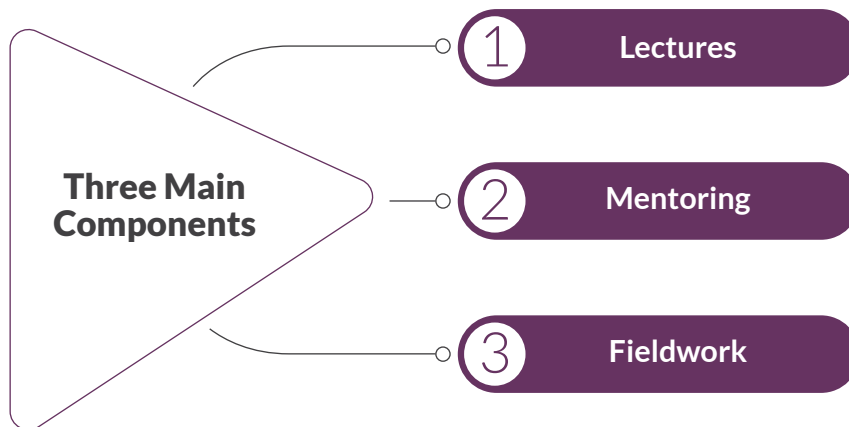 Three Main
Components
1
Lectures
2
Mentoring
3
Fieldwork